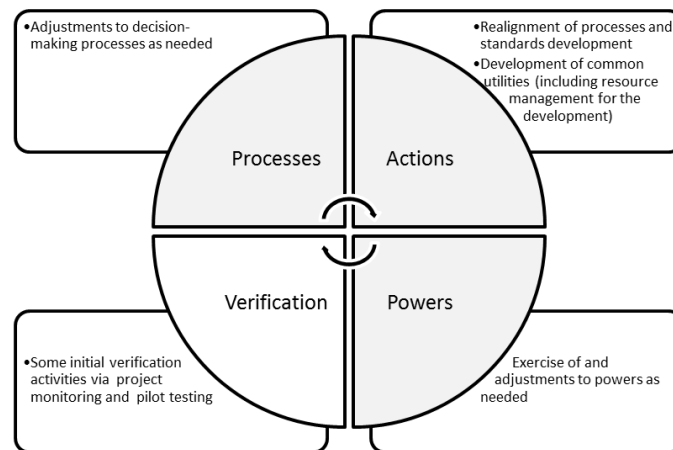 •Adjustments to decision-
making processes as needed
•Realignment of processes and
standards development
•Development of common
utilities (including resource
management for the
development)
Processes
Actions
Verification
Powers
•Some initial verification
activities via project
monitoring and pilot testing
Exercise of and
adjustments to powers as
needed